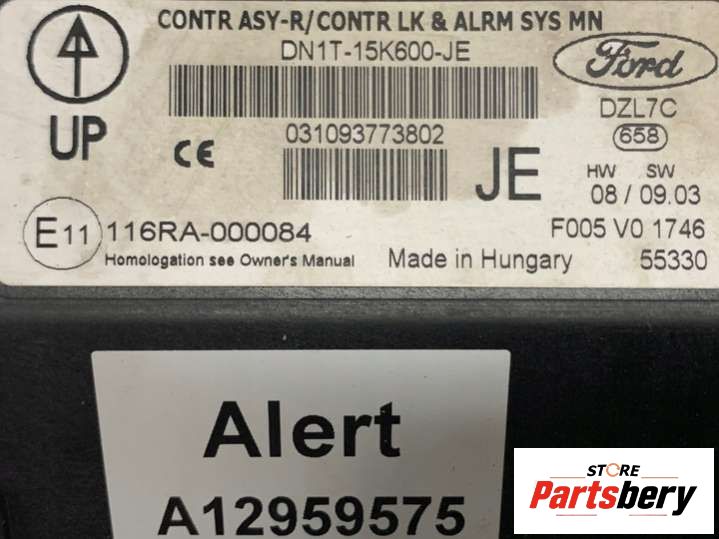 CONTR ASY-R/CONTR LK & ALRM SYS MN
DN1T-15K600-JE
Ford
UP
DZL7C
658
031093773802
CE
JE
HW SW
08 / 09.03
E11 116RA-000084
F005 V0 1746
Homologation see Owner's Manual
Made in Hungary
55330
Alert
A12959575
STORE
Partsbery